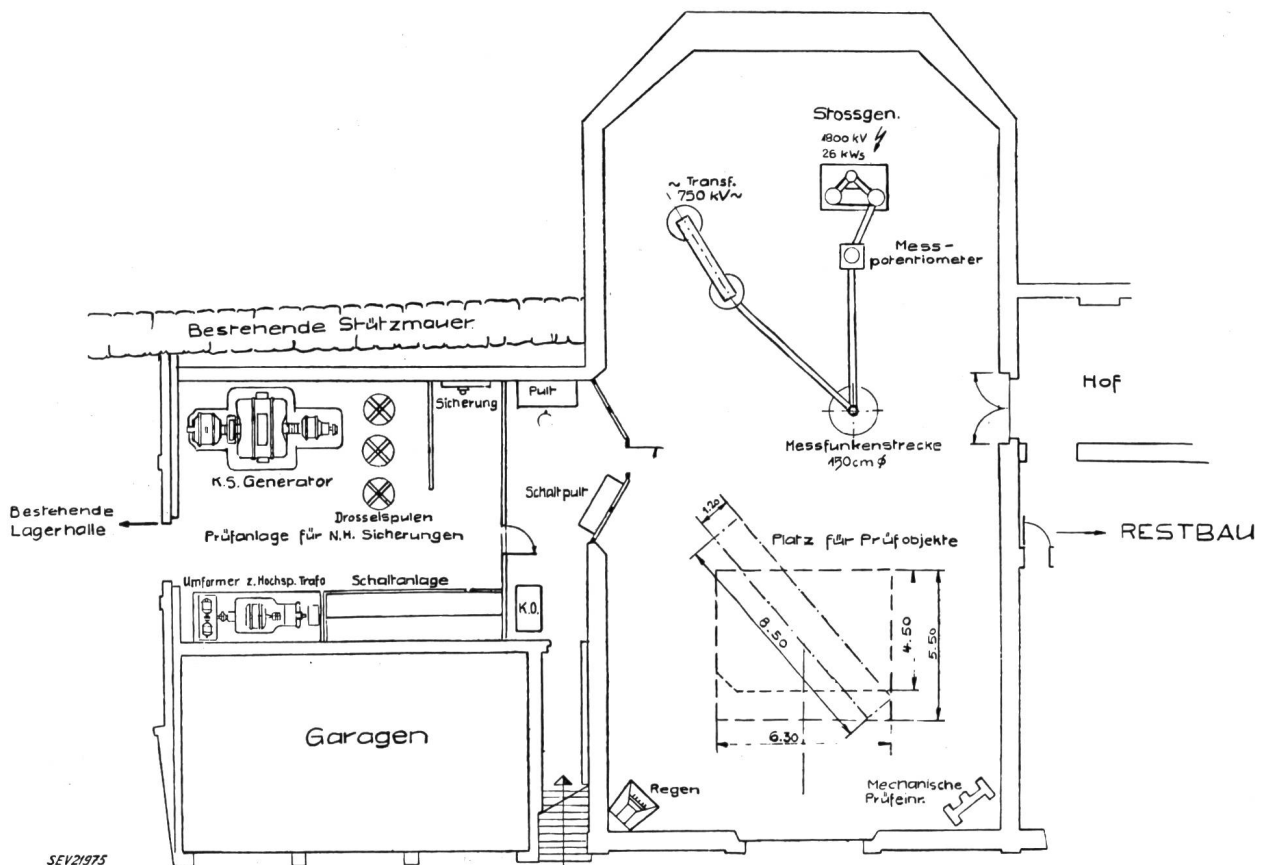 Stossgen.
1800 kV
26 kWs
~ Transf.
750 kV ~
Mess-
potentiometer
Bestehende Stützmauer.
Hof
Sicherung
Pult
Messfunkenstrecke
150 cm ϕ
K.S. Generator
Schaltpult
Bestehende
Lagerhalle
Drosselspulen
Prüfanlage für N.H. Sicherungen
1.20
Platz für Prüfobjekte
RESTBAU
Umformer z. Hochsp. Trafo
Schaltanlage
K.O.
8.50
4.50
5.50
Garagen
6.30
Regen
Mechanische
Prüfeinr.
SEV21975